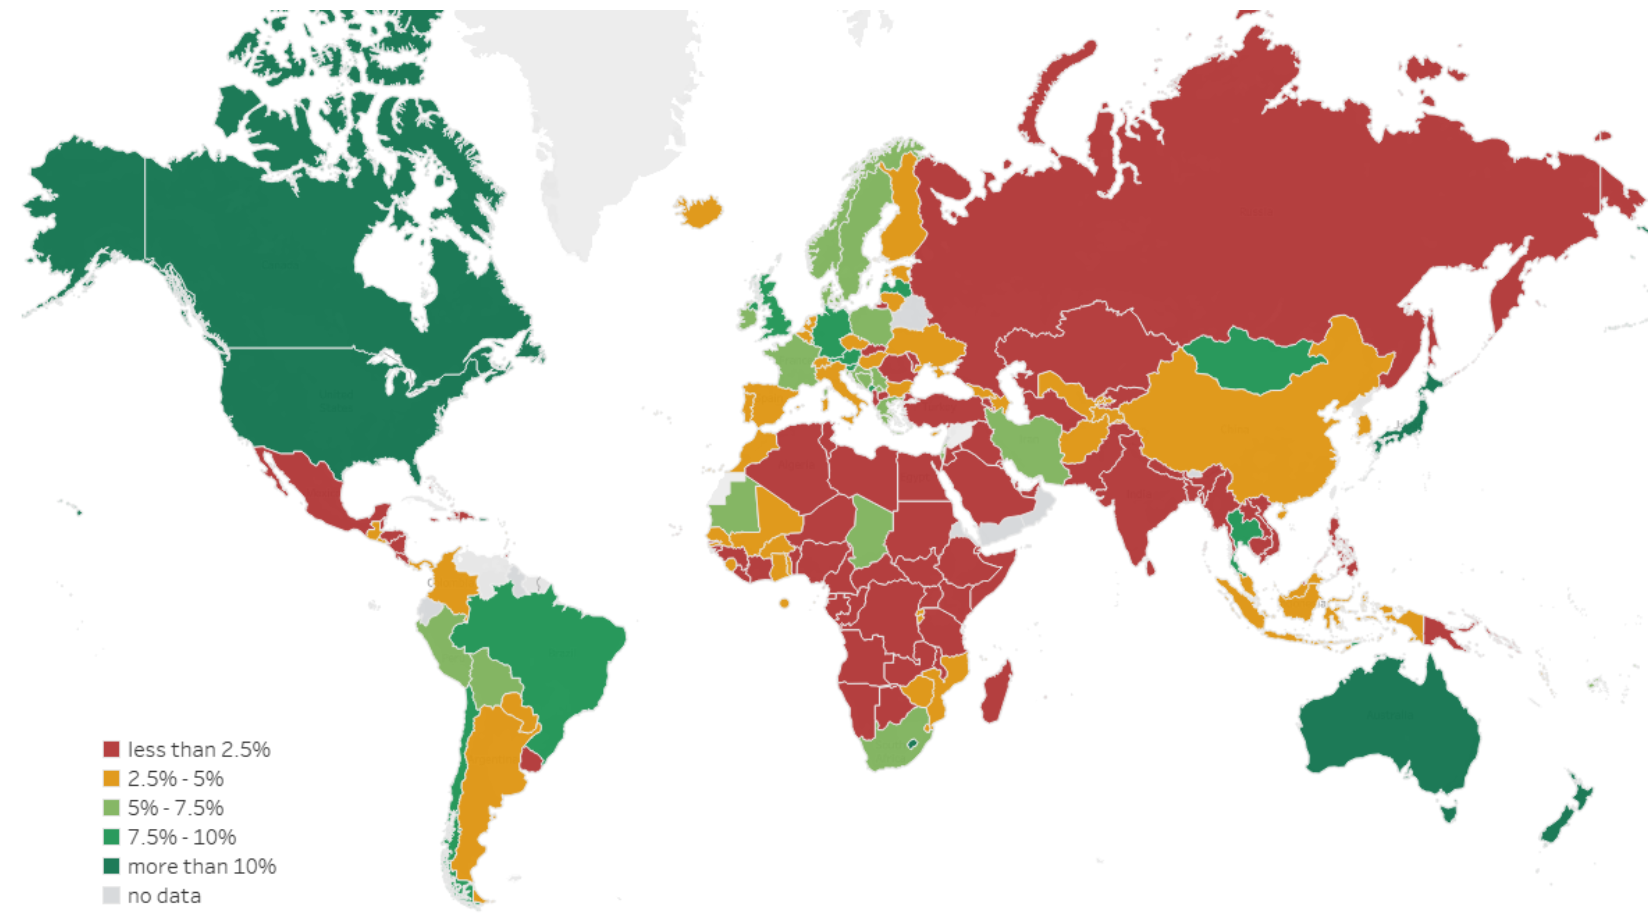 less than 2.5%
2.5% - 5%
5% - 7.5%
7.5% - 10%
more than 10%
no data